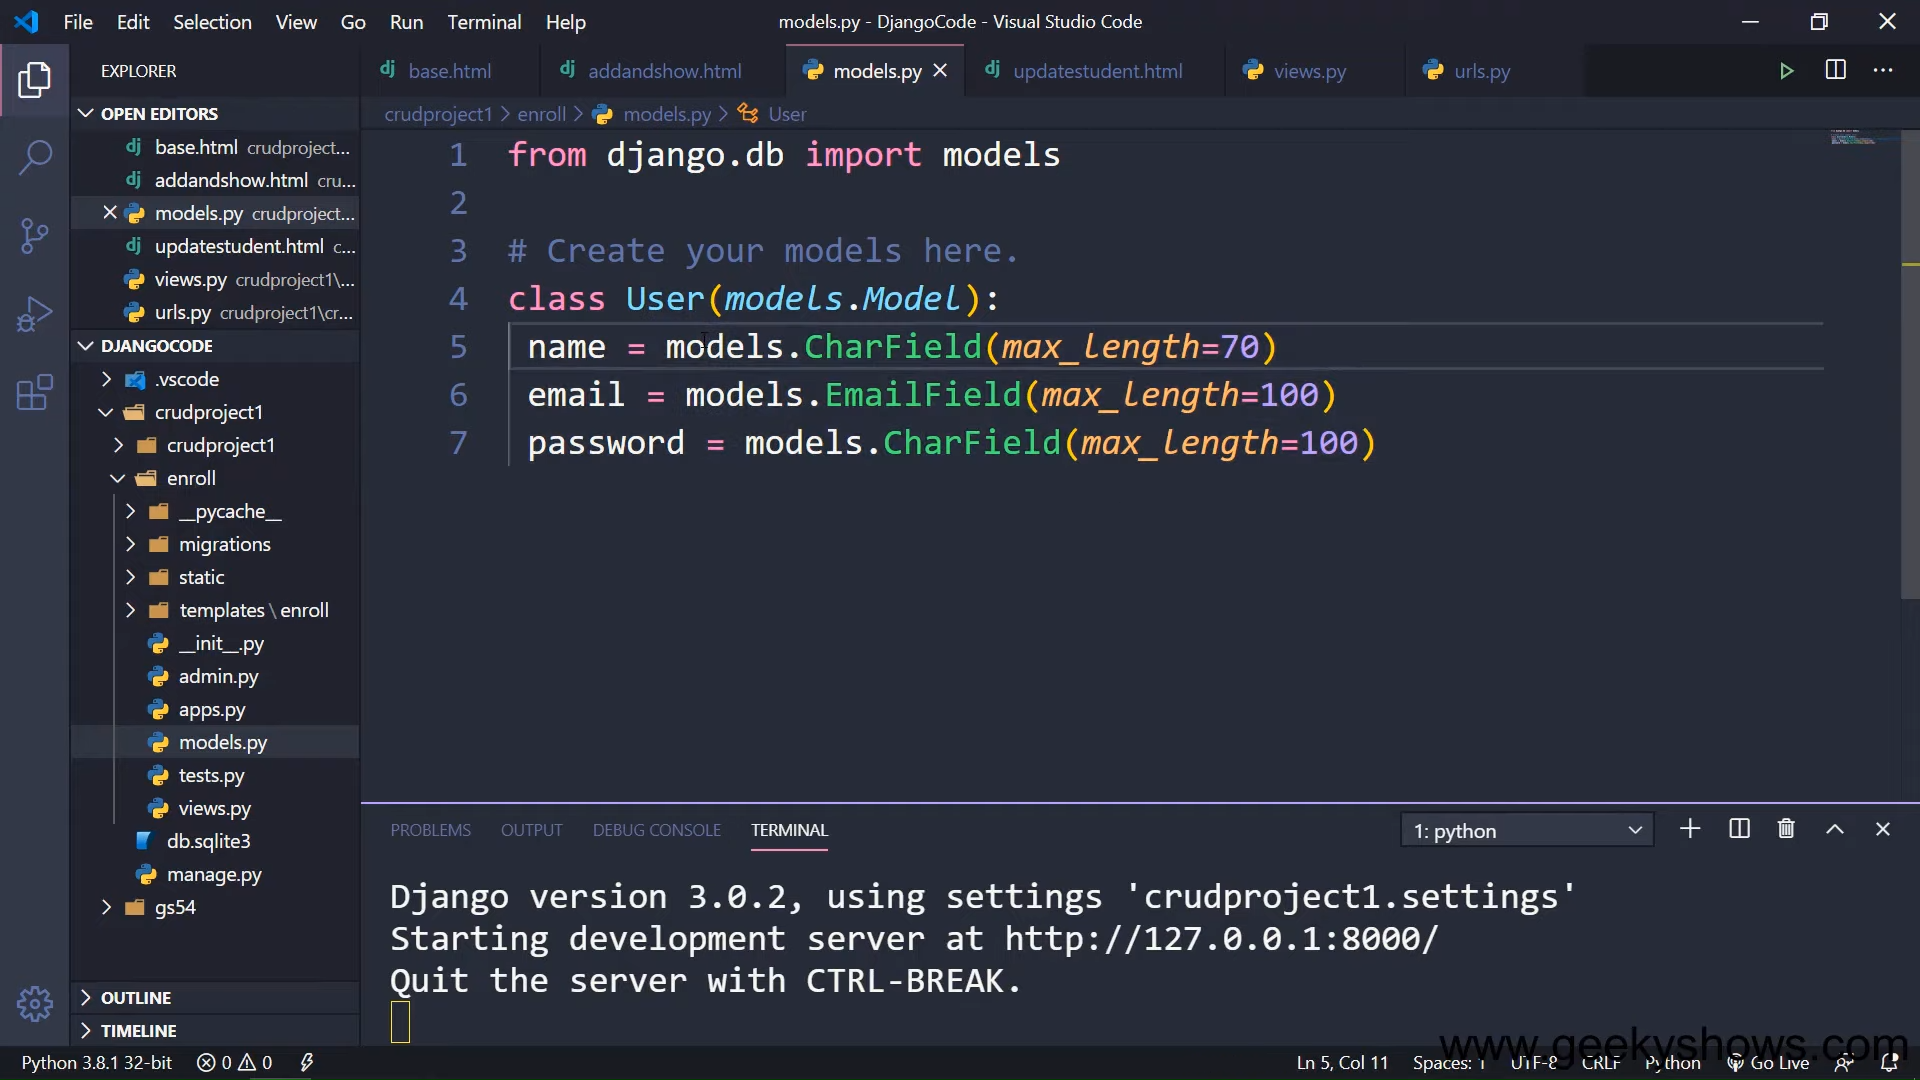 File Edit Selection View Go Run Terminal Help
models.py - DjangoCode - Visual Studio Code
EXPLORER
base.html
addandshow.html
models.py
updatestudent.html
views.py
urls.py
OPEN EDITORS
crudproject1 > enroll > models.py > User
base.html crudproject...
addandshow.html cru...
models.py crudproject...
updatestudent.html c...
views.py crudproject1\...
urls.py crudproject1\cr...
DJANGOCODE
.vscode
crudproject1
crudproject1
enroll
__pycache__
migrations
static
templates\enroll
__init__.py
admin.py
apps.py
models.py
tests.py
views.py
db.sqlite3
manage.py
gs54
OUTLINE
TIMELINE
1 from django.db import models
2
3 # Create your models here.
4 class User(models.Model):
5 name = models.CharField(max_length=70)
6 email = models.EmailField(max_length=100)
7 password = models.CharField(max_length=100)
PROBLEMS OUTPUT DEBUG CONSOLE TERMINAL
1: python
Django version 3.0.2, using settings 'crudproject1.settings'
Starting development server at http://127.0.0.1:8000/
Quit the server with CTRL-BREAK.
www.geekyshows.com
Python 3.8.1 32-bit 0 0
Ln 5, Col 11 Spaces: 1 UTF-8 CRLF Python Go Live